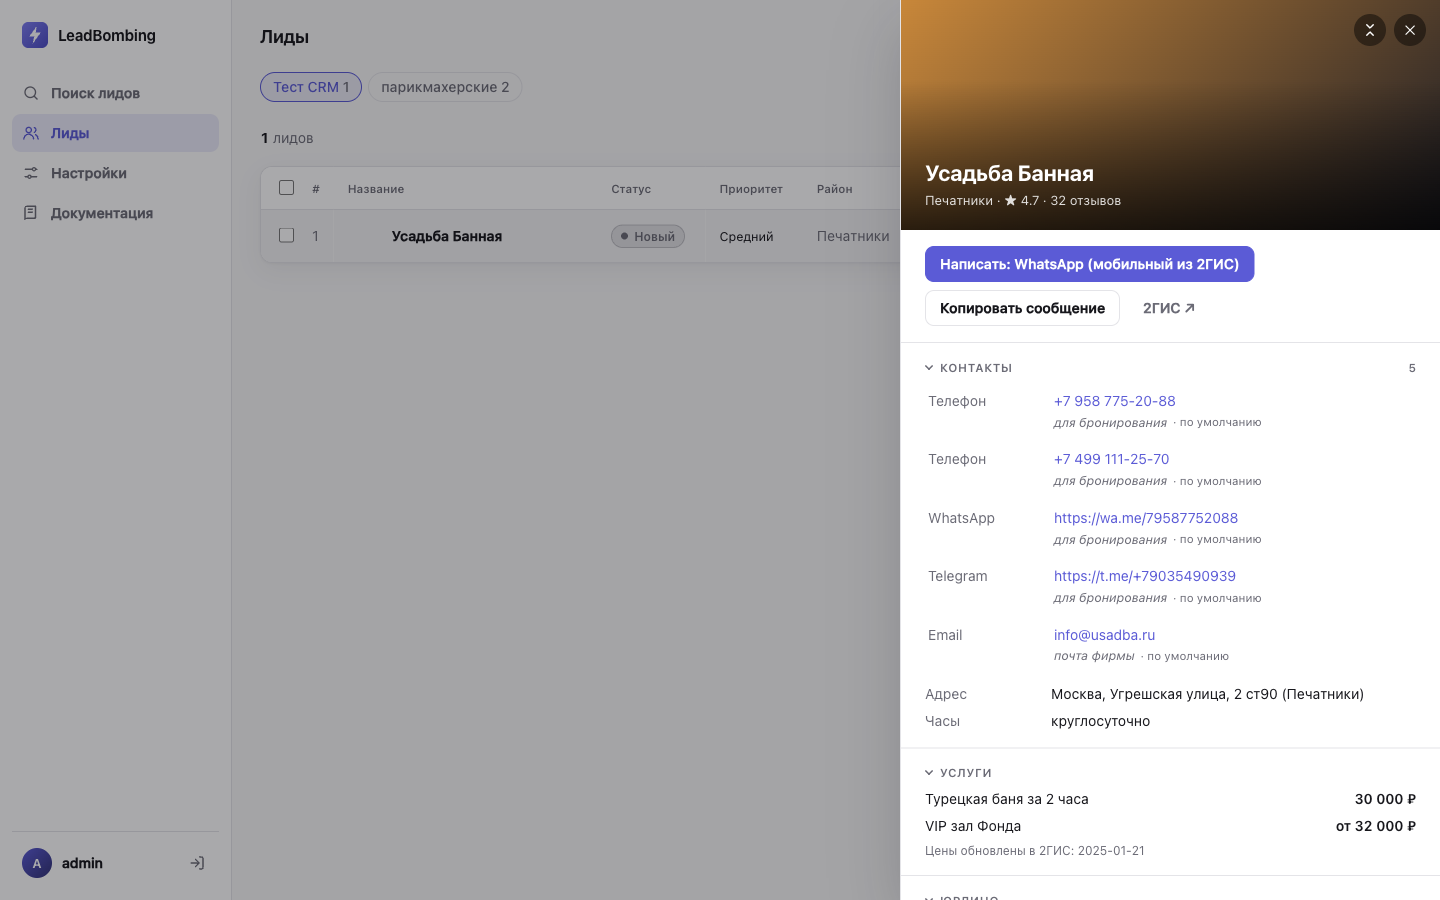 LeadBombing
Поиск лидов
Лиды
Настройки
Документация
A admin
Лиды
Тест CRM 1
парикмахерские 2
1 лидов
# Название Статус Приоритет Район
1 Усадьба Банная Новый Средний Печатники
Усадьба Банная
Печатники · ★ 4.7 · 32 отзывов
Написать: WhatsApp (мобильный из 2ГИС)
Копировать сообщение
2ГИС ↗
КОНТАКТЫ 5
Телефон +7 958 775-20-88
для бронирования · по умолчанию
Телефон +7 499 111-25-70
для бронирования · по умолчанию
WhatsApp https://wa.me/79587752088
для бронирования · по умолчанию
Telegram https://t.me/+79035490939
для бронирования · по умолчанию
Email info@usadba.ru
почта фирмы · по умолчанию
Адрес Москва, Угрешская улица, 2 ст90 (Печатники)
Часы круглосуточно
УСЛУГИ
Турецкая баня за 2 часа 30 000 ₽
VIP зал Фонда от 32 000 ₽
Цены обновлены в 2ГИС: 2025-01-21